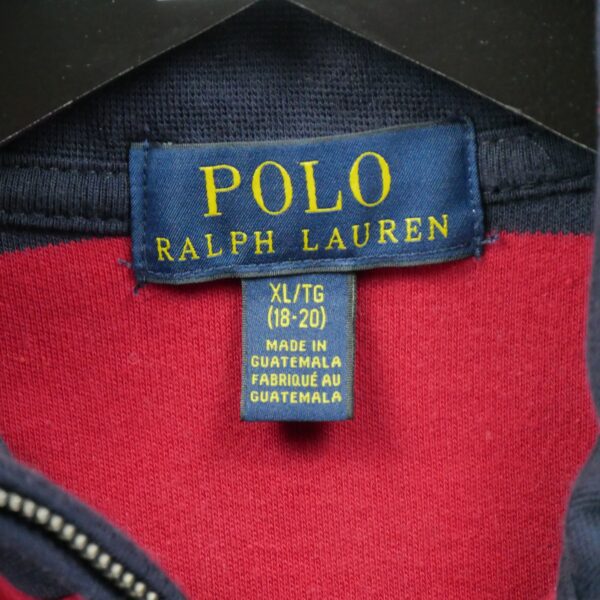 POLO
RALPH LAUREN
XL/TG
(18-20)
MADE IN
GUATEMALA
FABRIQUÉ AU
GUATEMALA